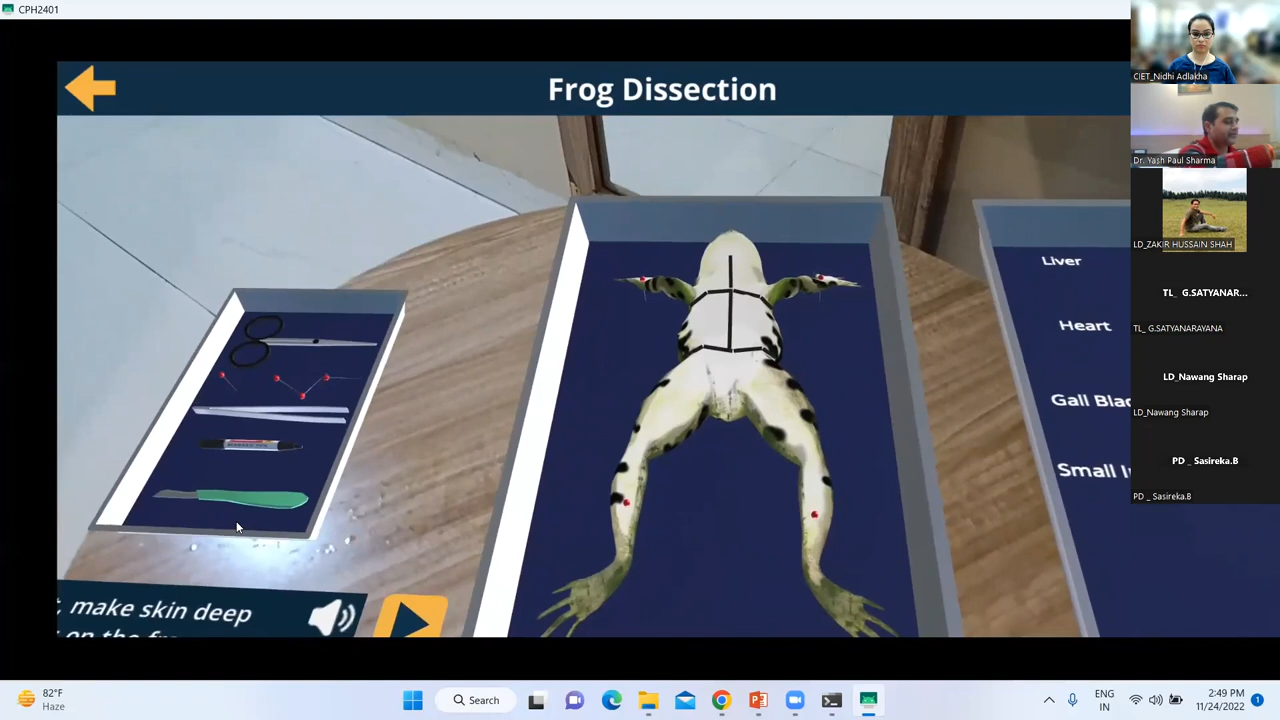 CPH2401
Frog Dissection
Liver
Heart
Gall Blad
Small I
, make skin deep
CIET_Nidhi Adlakha
Dr. Yash Paul Sharma
LD_ZAKIR HUSSAIN SHAH
TL_ G.SATYANAR...
TL_ G.SATYANARAYANA
LD_Nawang Sharap
LD_Nawang Sharap
PD _ Sasireka.B
PD _ Sasireka.B
82°F
Haze
Search
ENG
IN
2:49 PM
11/24/2022
1